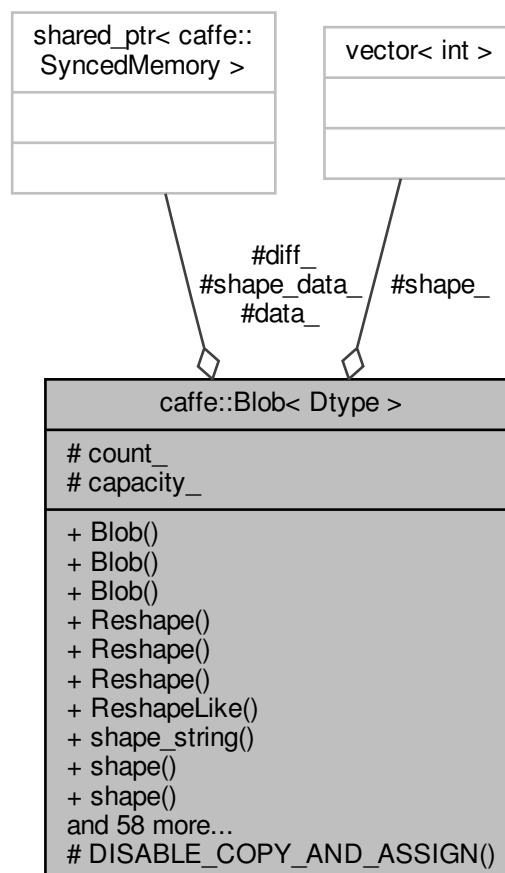 shared_ptr< caffe::
SyncedMemory >
vector< int >
#diff_
#shape_data_
#data_
#shape_
caffe::Blob< Dtype >
# count_
# capacity_
+ Blob()
+ Blob()
+ Blob()
+ Reshape()
+ Reshape()
+ Reshape()
+ ReshapeLike()
+ shape_string()
+ shape()
+ shape()
and 58 more...
# DISABLE_COPY_AND_ASSIGN()